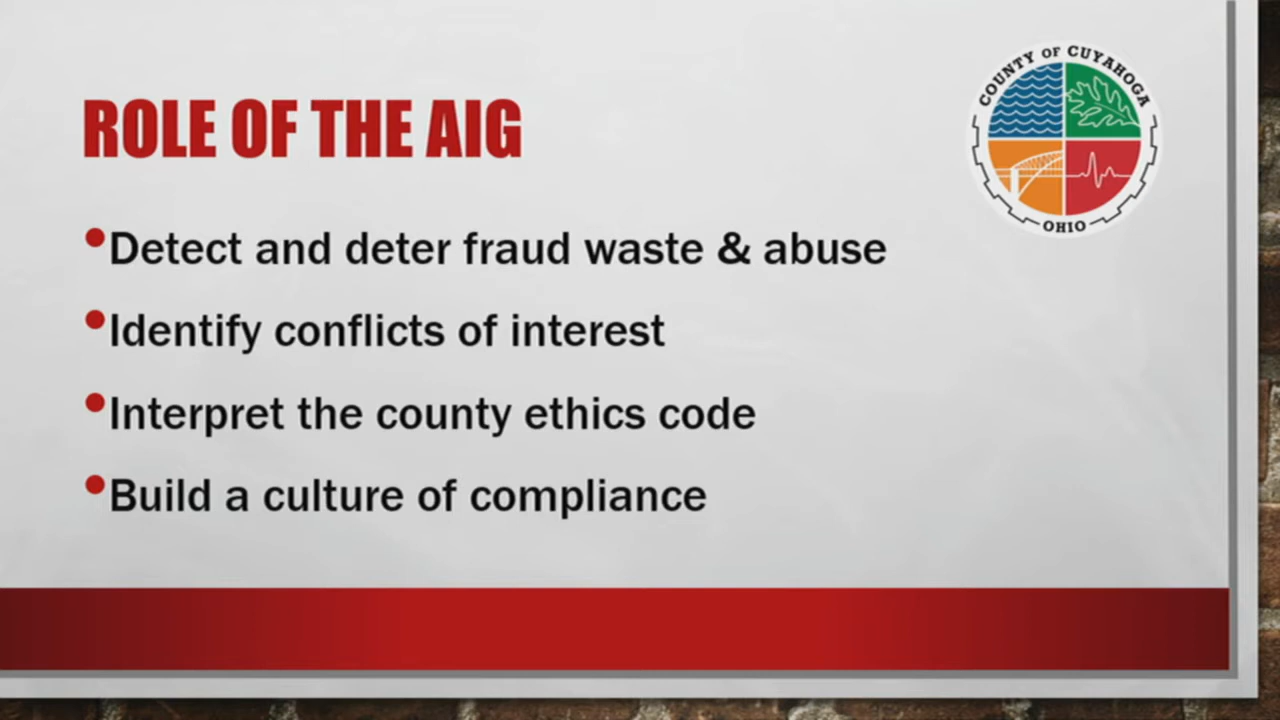 COUNTY OF CUYAHOGA
OHIO
ROLE OF THE AIG
•Detect and deter fraud waste & abuse
•Identify conflicts of interest
•Interpret the county ethics code
•Build a culture of compliance